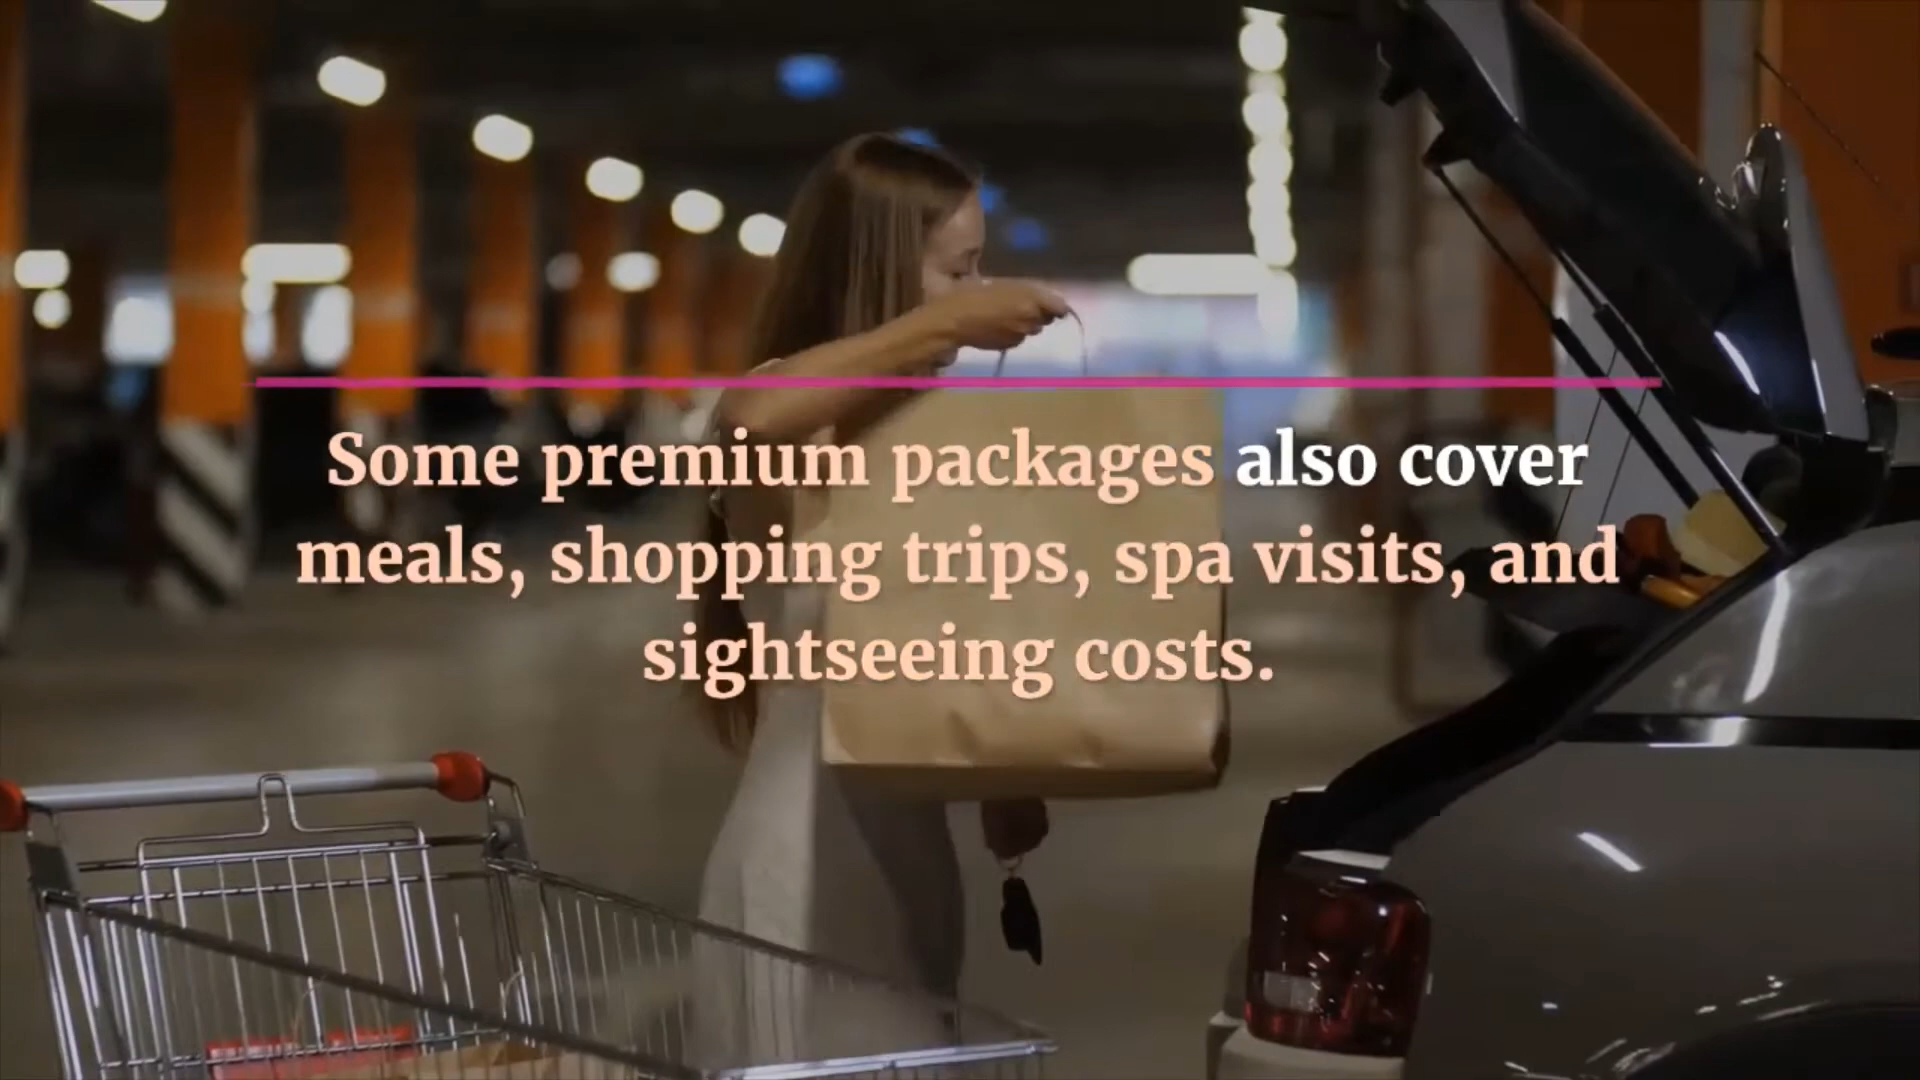 Some premium packages also cover
meals, shopping trips, spa visits, and
sightseeing costs.